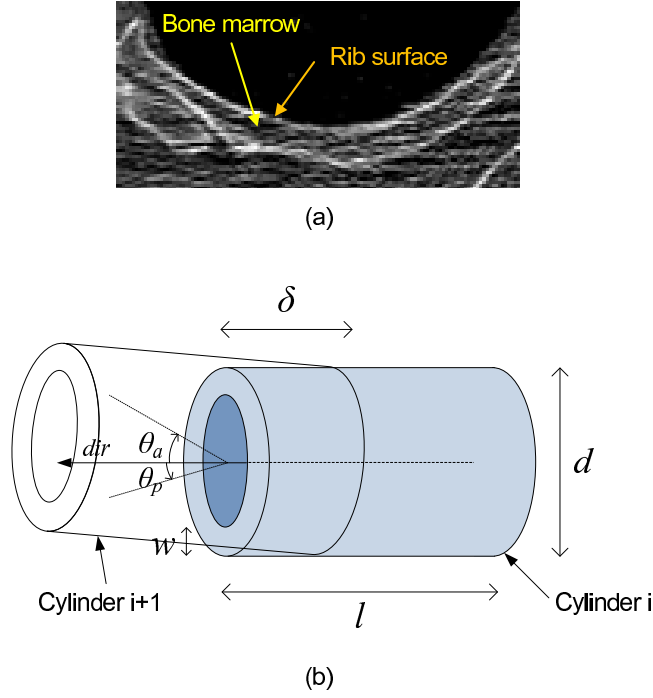 Bone marrow
Rib surface
(a)
δ
dir
θa
θp
d
w
Cylinder i+1
l
Cylinder i
(b)